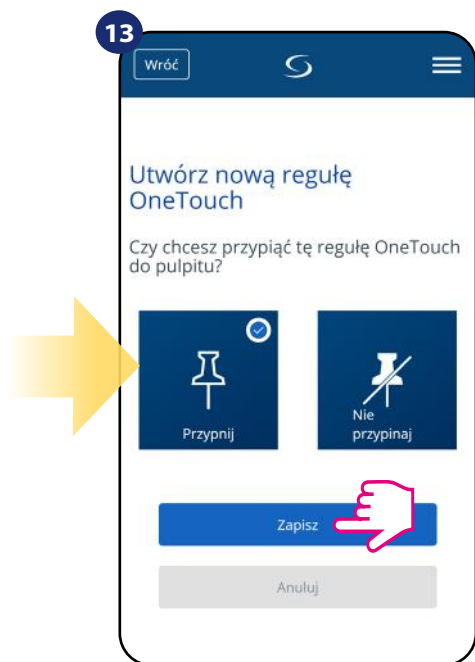 13
Wróć
Utwórz nową regułę
OneTouch
Czy chcesz przypiąć tę regułę OneTouch
do pulpitu?
Przypnij
Nie
przypinaj
Zapisz
Anuluj